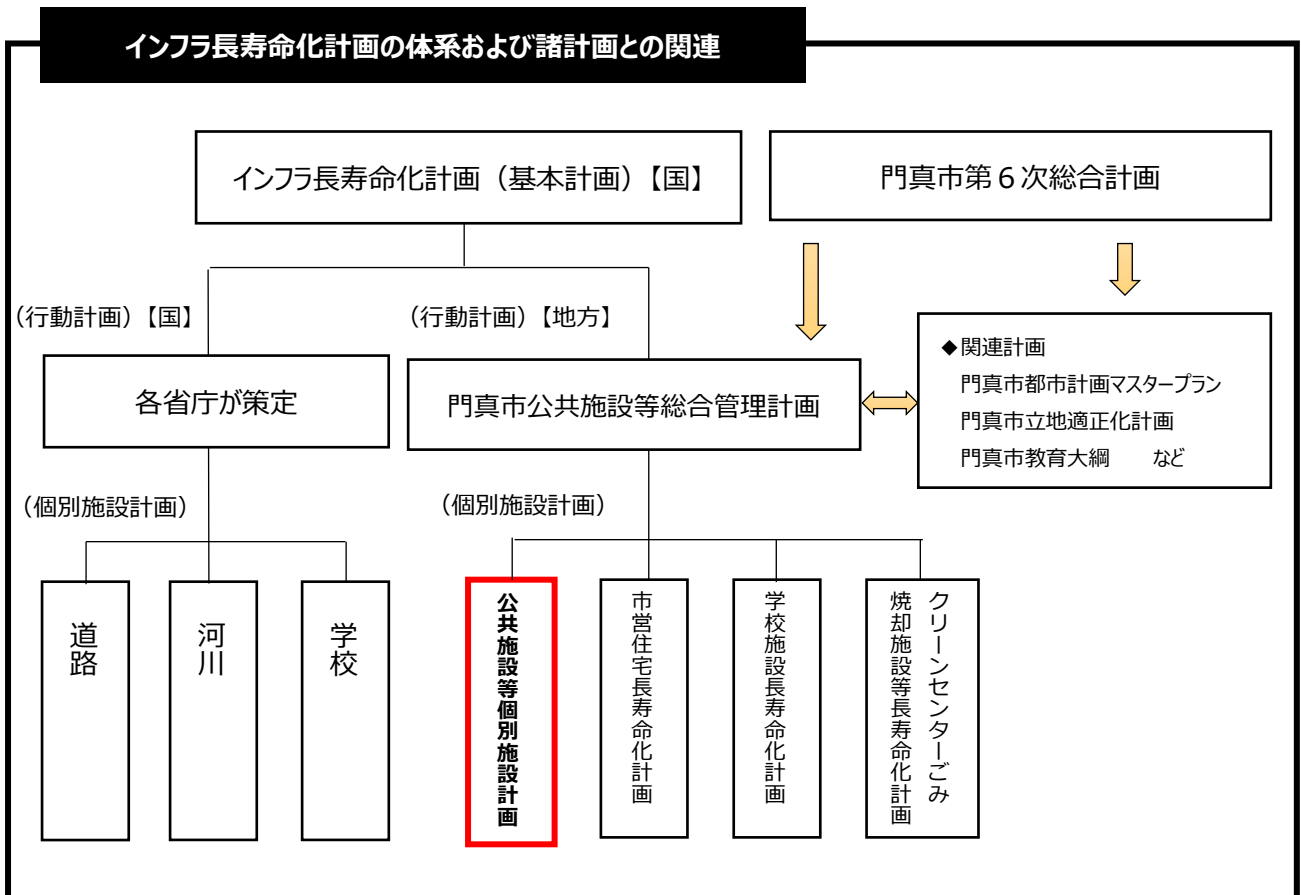 インフラ長寿命化計画の体系および諸計画との関連
インフラ長寿命化計画（基本計画）【国】
門真市第６次総合計画
（行動計画）【国】
（行動計画）【地方】
各省庁が策定
門真市公共施設等総合管理計画
◆関連計画
門真市都市計画マスタープラン
門真市立地適正化計画
門真市教育大綱　など
（個別施設計画）
（個別施設計画）
道路
河川
学校
公共施設等個別施設計画
市営住宅長寿命化計画
学校施設長寿命化計画
クリーンセンターごみ
焼却施設等長寿命化計画